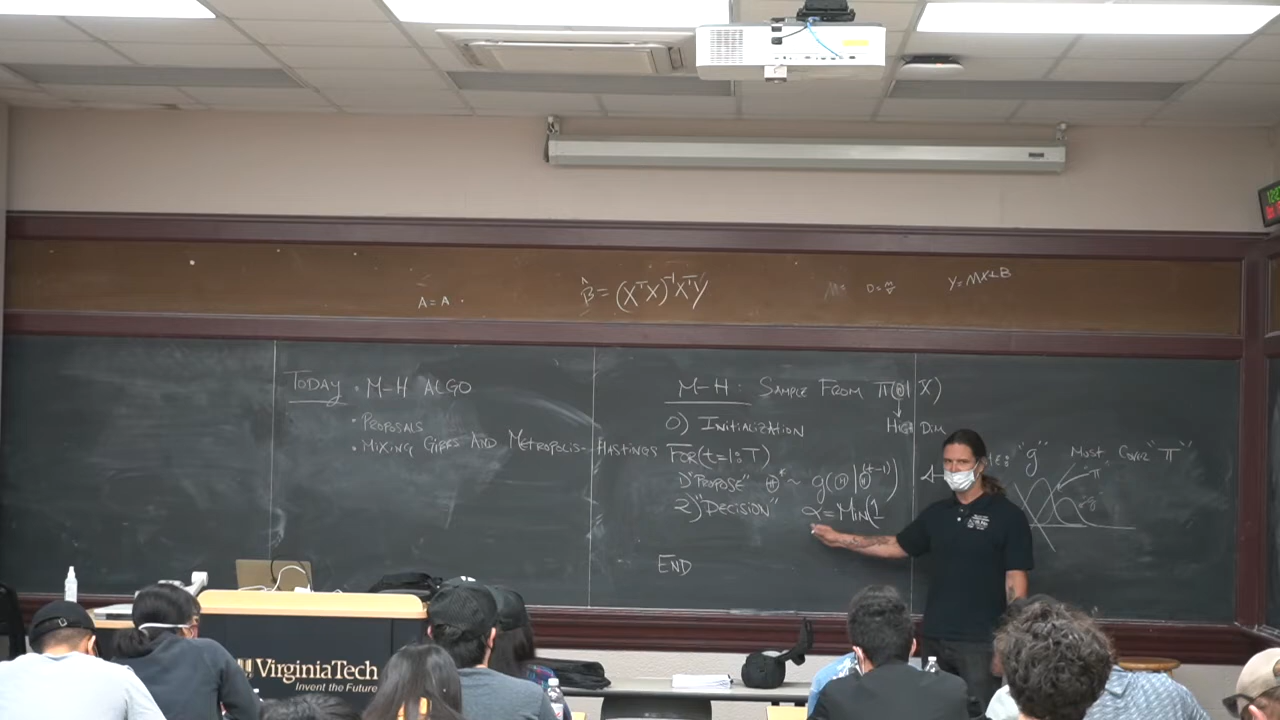 A = A .
β̂ = (XᵀX)⁻¹XᵀY
D = m/v
Y = MX+B
TODAY • M-H ALGO
• PROPOSALS
• MIXING GIBBS AND METROPOLIS-HASTINGS
M-H: SAMPLE FROM π(Θ|X)
↓
HIGH DIM
0) INITIALIZATION
FOR(t=1:T)
1) "PROPOSE" Θ* ~ g(Θ|Θ^(t-1))
2) "DECISION" α = MIN(1
END
"g" MUST COVER "π"
"π"
"g"
VirginiaTech
Invent the Future